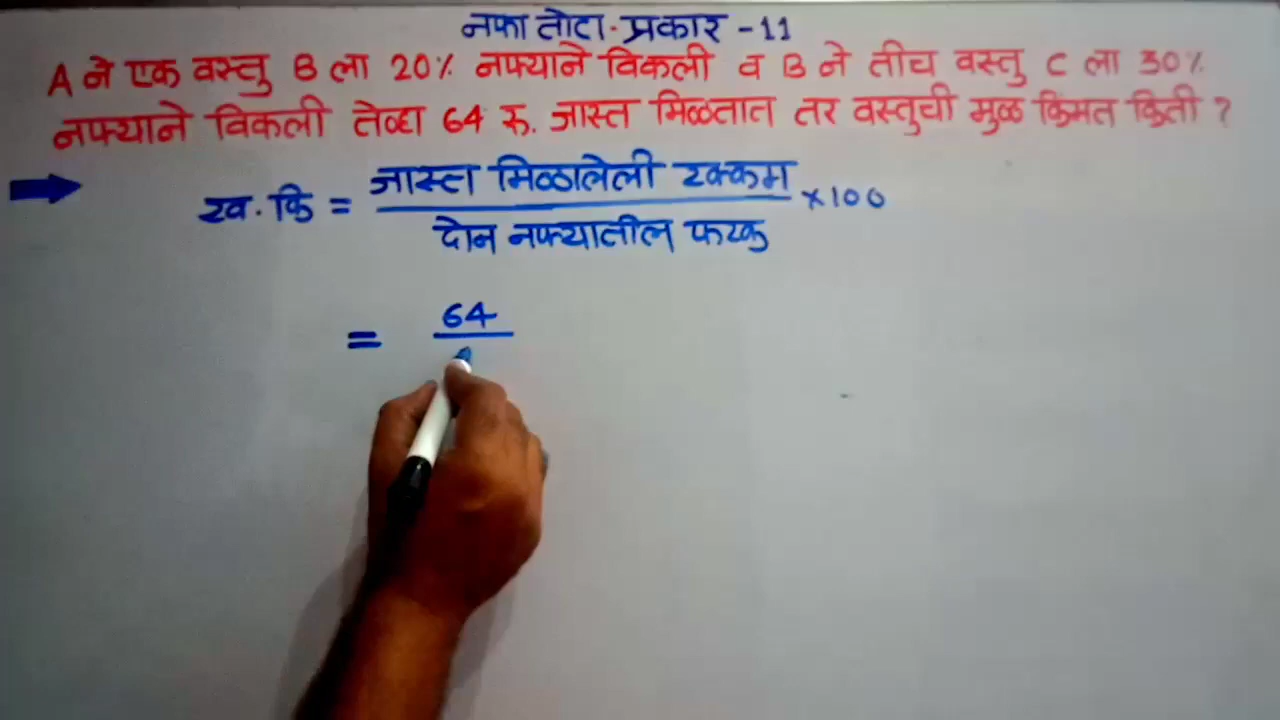 नफा तोटा. प्रकार - 11
A ने एक वस्तु B ला 20% नफ्याने विकली व B ने तीच वस्तु C ला 30%
नफ्याने विकली तेव्हा 64 रु. जास्त मिळतात तर वस्तुची मुळ किंमत किती ?
जास्त मिळालेली रक्कम
ख. कि = × 100
दोन नफ्यातील फरक
= 64